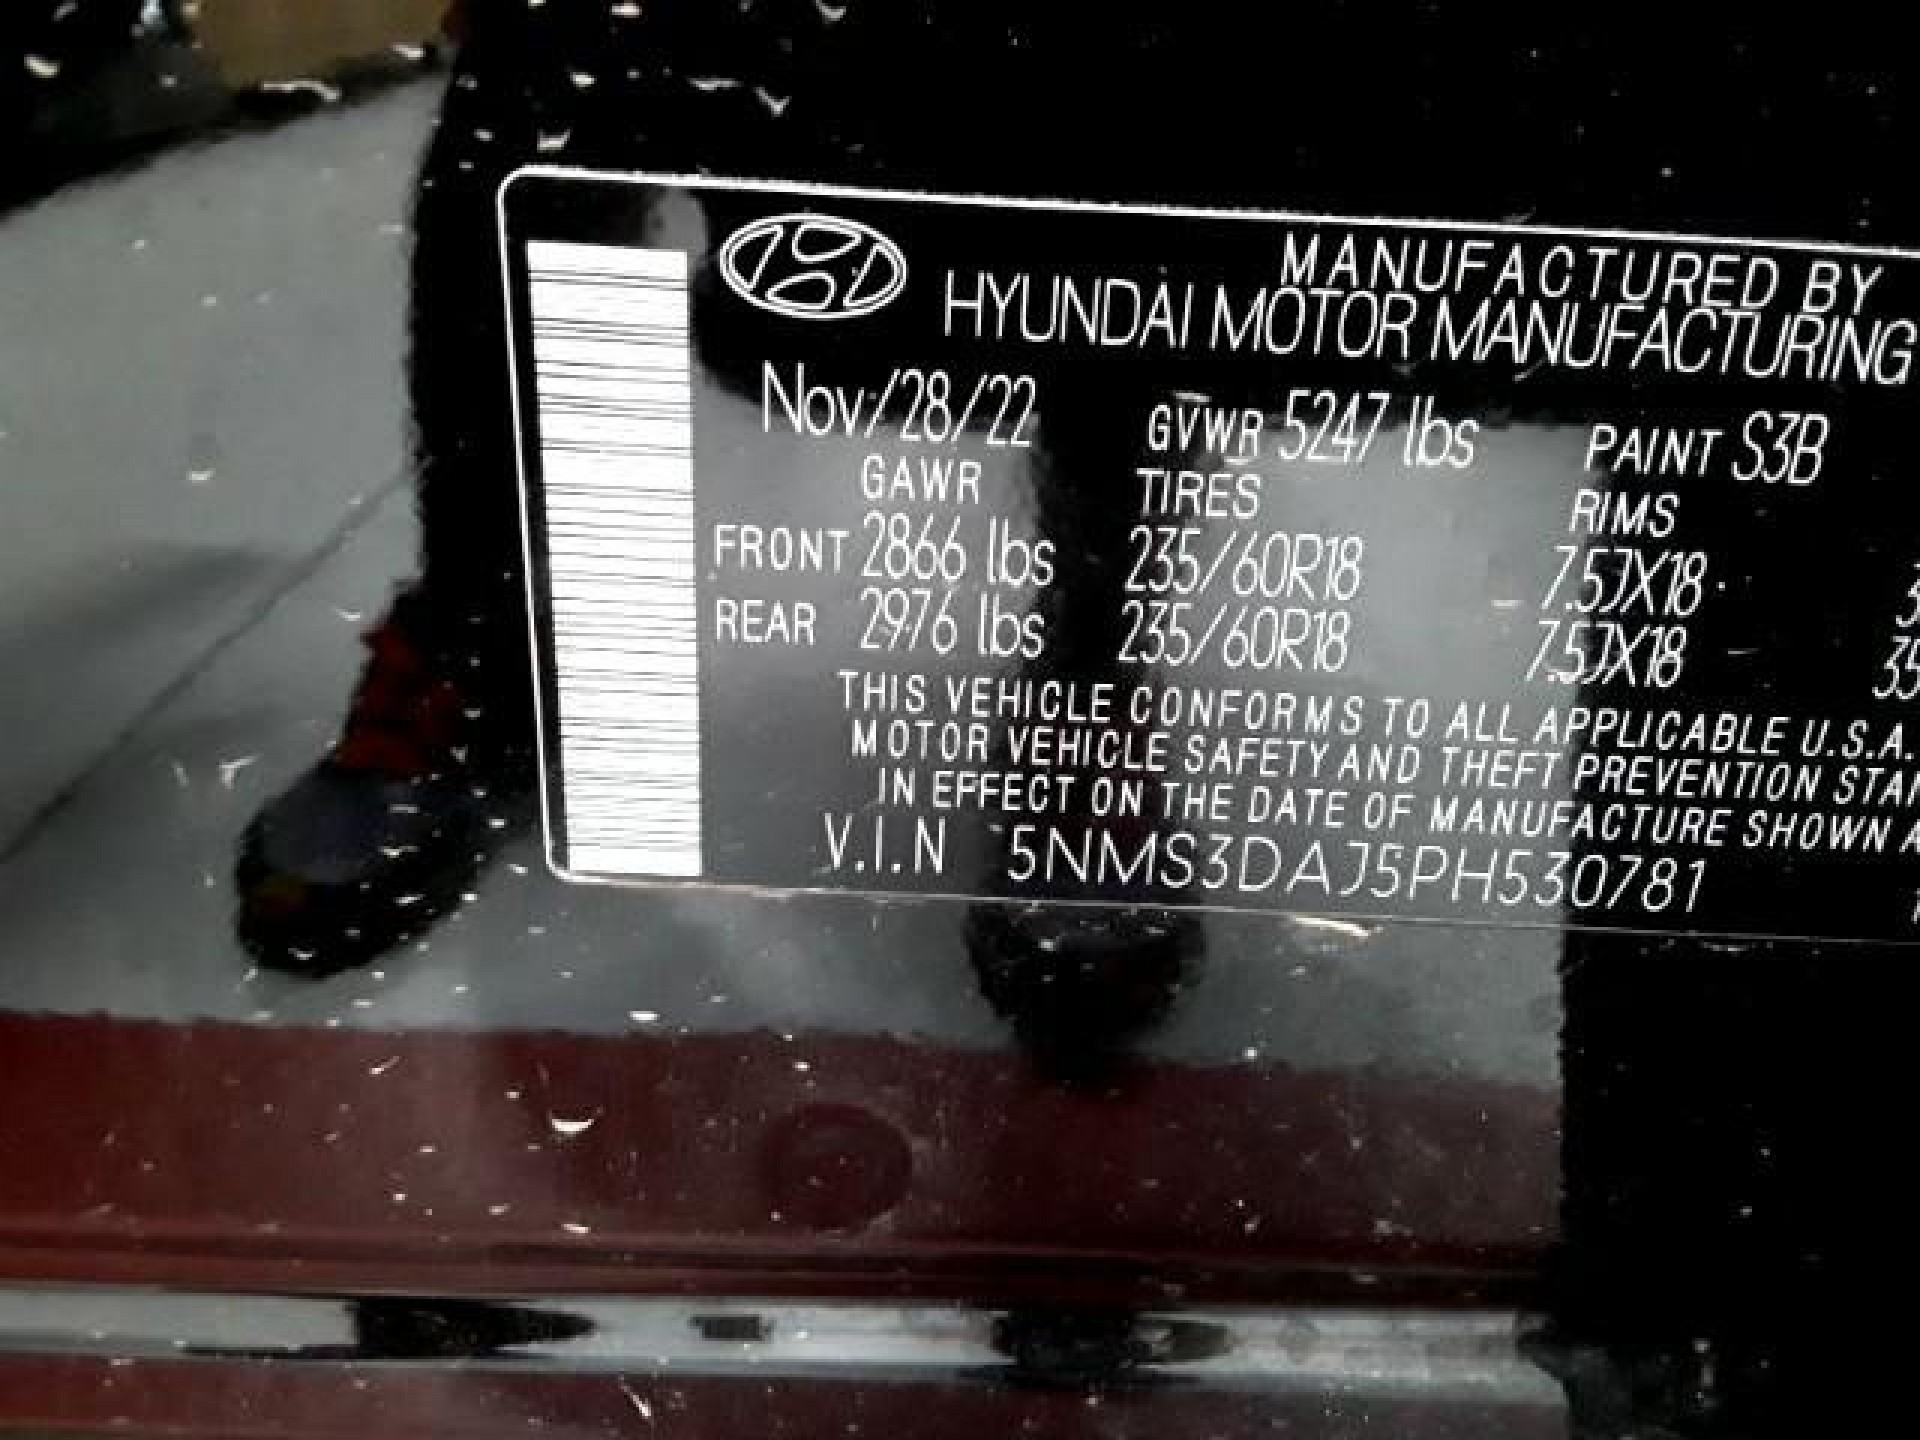 MANUFACTURED BY
HYUNDAI MOTOR MANUFACTURING
Nov/28/22 GVWR 5247 lbs PAINT S3B
GAWR TIRES RIMS
FRONT 2866 lbs 235/60R18 7.5JX18
REAR 2976 lbs 235/60R18 7.5JX18 35
THIS VEHICLE CONFORMS TO ALL APPLICABLE U.S.A.
MOTOR VEHICLE SAFETY AND THEFT PREVENTION STAN
IN EFFECT ON THE DATE OF MANUFACTURE SHOWN A
V.I.N 5NMS3DAJ5PH530781